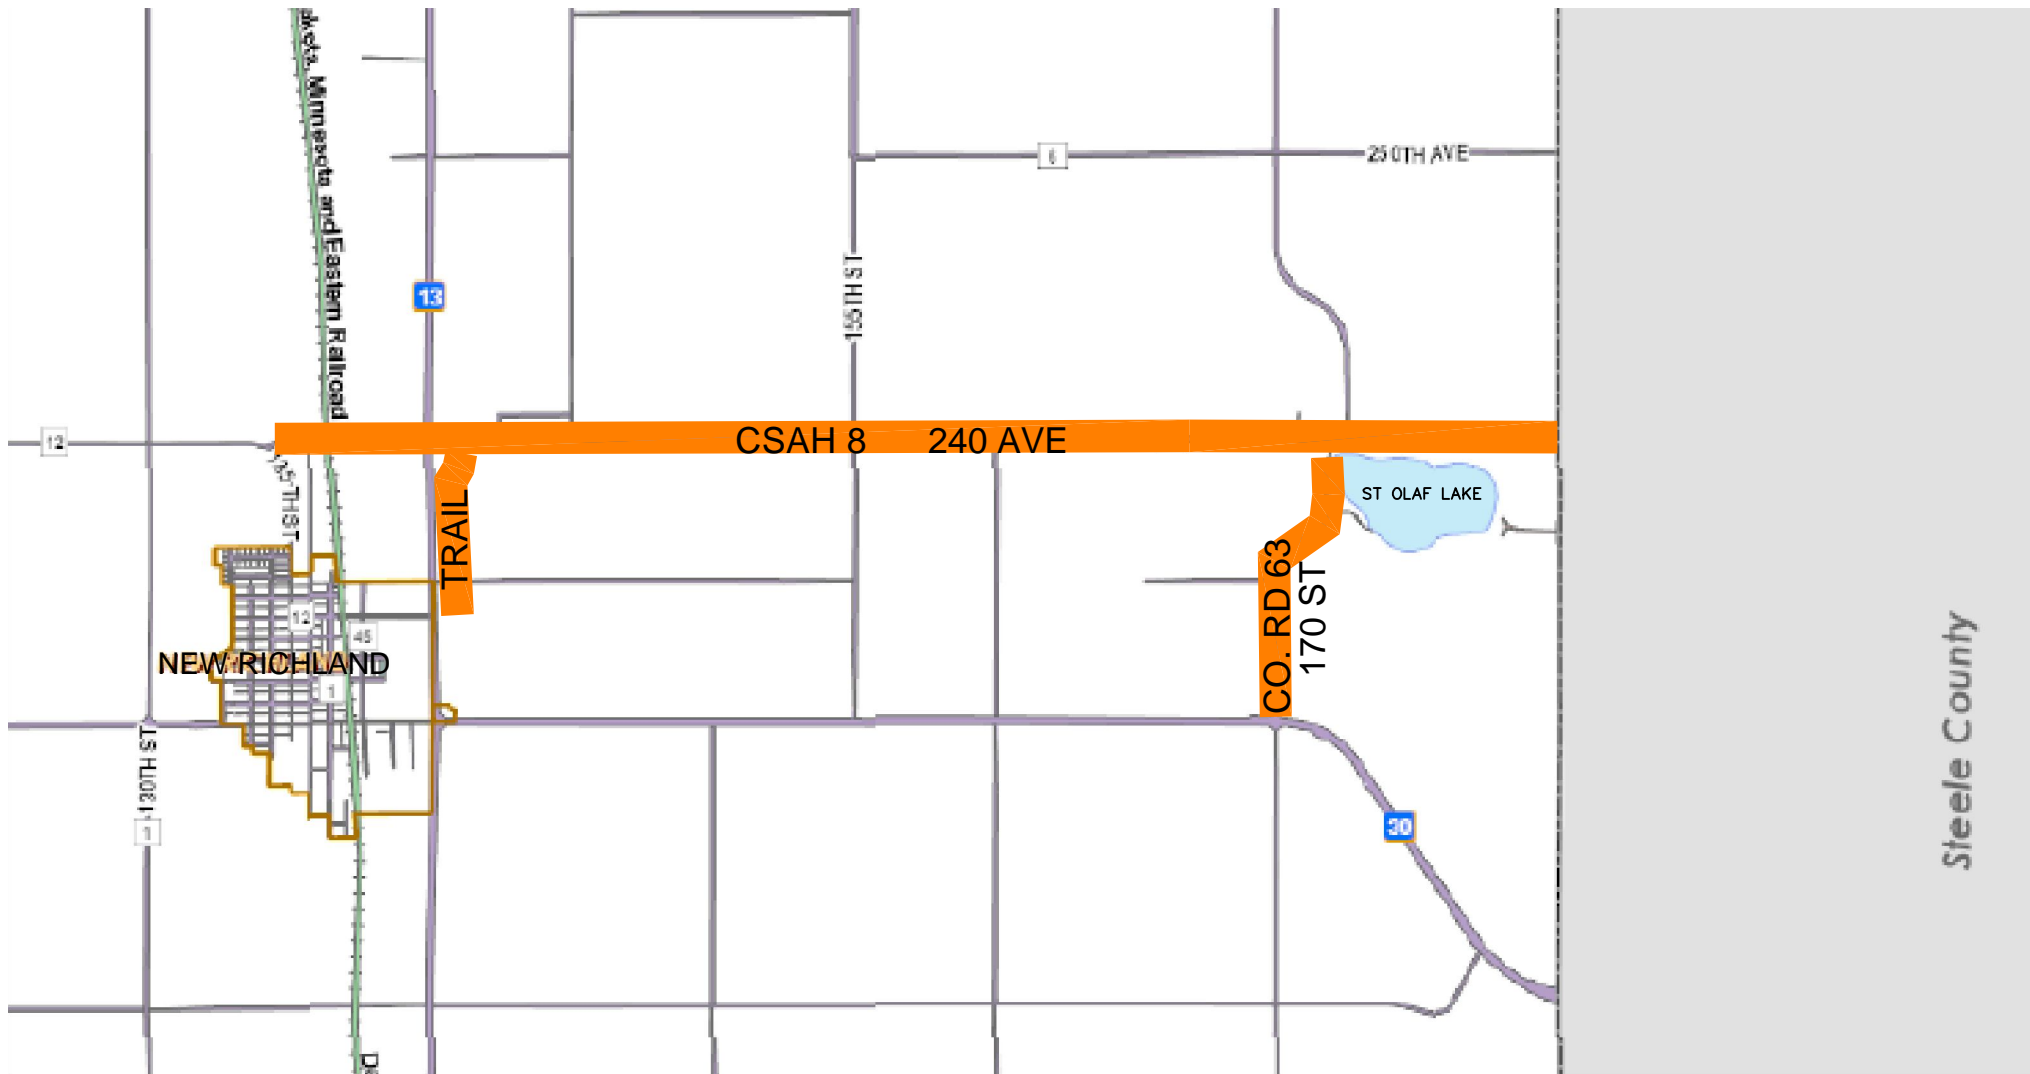 Minnesota and Eastern Railroad
6
250TH AVE
13
155TH ST
12
CSAH 8 240 AVE
ST OLAF LAKE
TRAIL
CO. RD 63
170 ST
12
45
NEW RICHLAND
1
130TH ST
1
30
Steele County